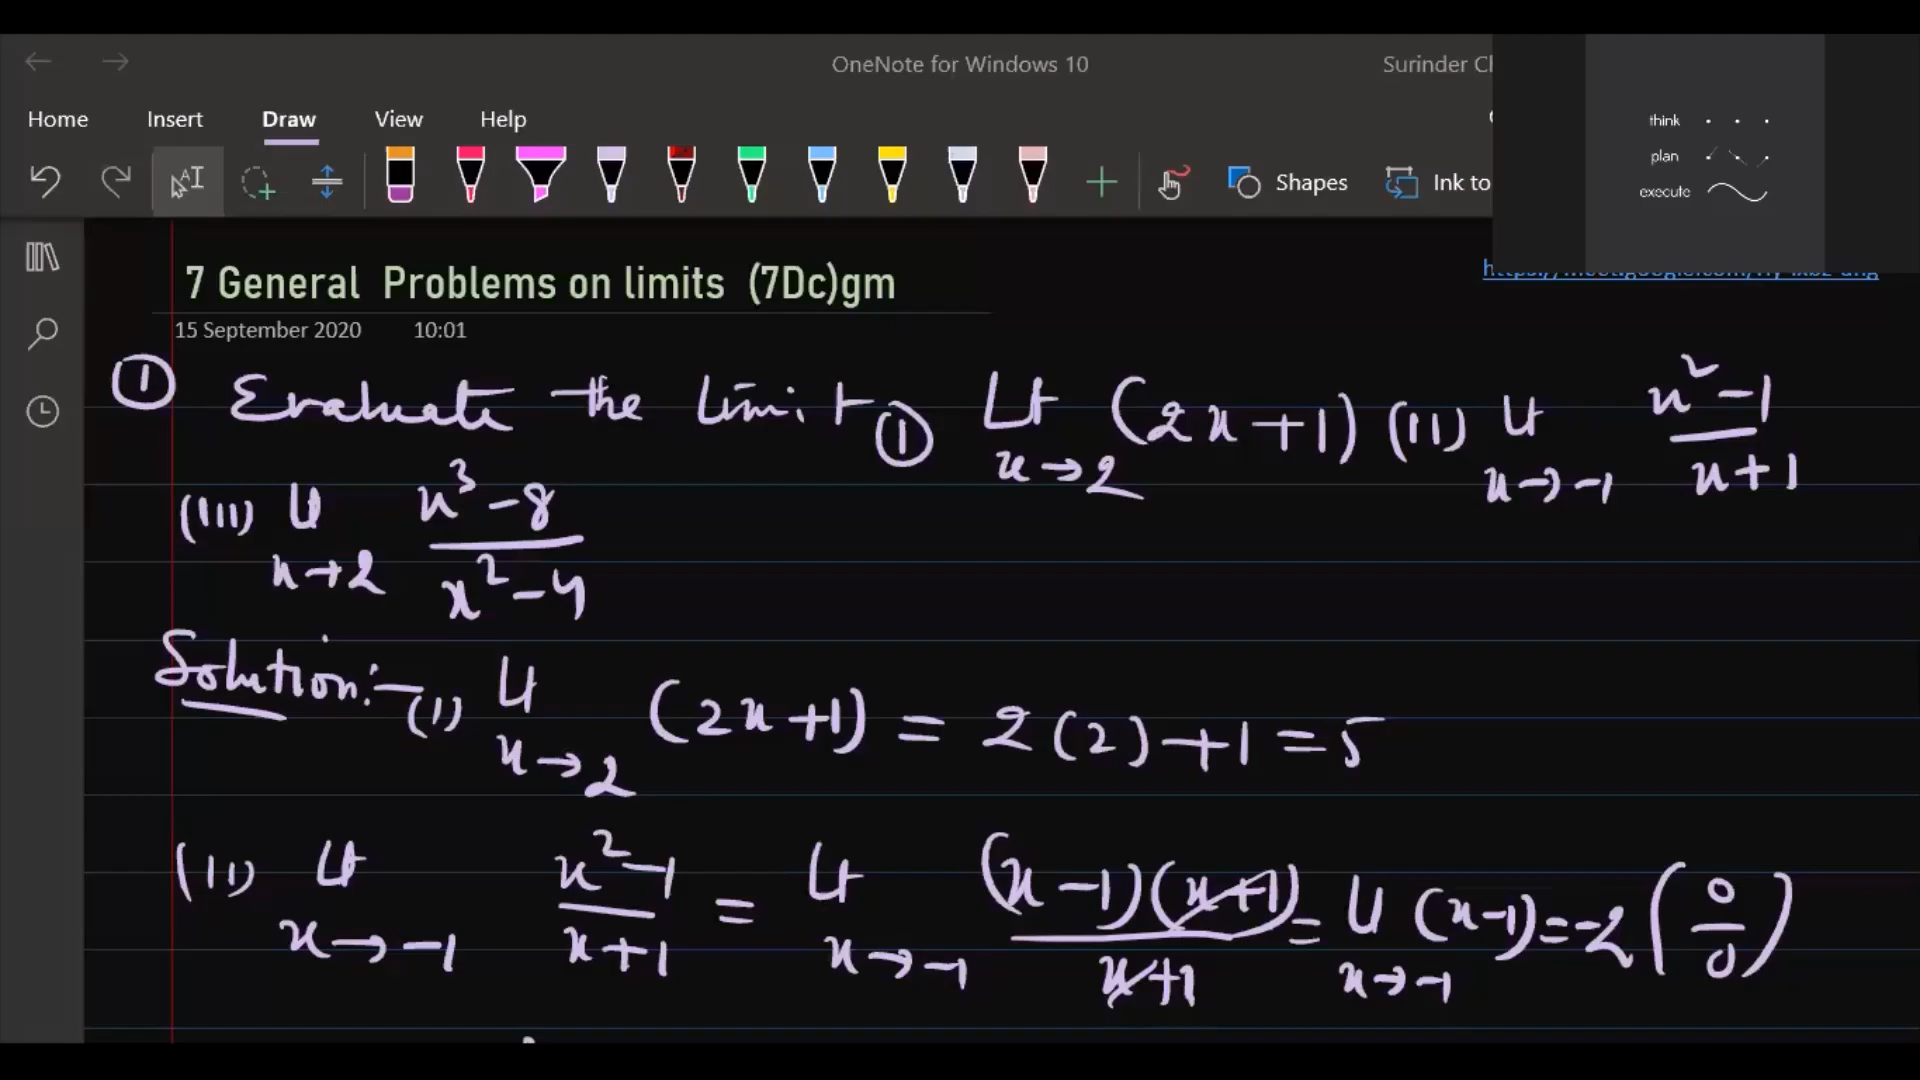 OneNote for Windows 10 Surinder
Home Insert Draw View Help
Shapes Ink to
think
plan
execute
7 General Problems on limits (7Dc)gm
15 September 2020 10:01
① Evaluate the limit ① Lt x→2 (2x+1) (ii) Lt x→-1 x²-1/x+1
(iii) Lt x→2 x³-8/x²-4
Solution:- (i) Lt x→2 (2x+1) = 2(2)+1 = 5
(ii) Lt x→-1 x²-1/x+1 = Lt x→-1 (x-1)(x+1)/x+1 = Lt x→-1 (x-1) = -2 (0/0)